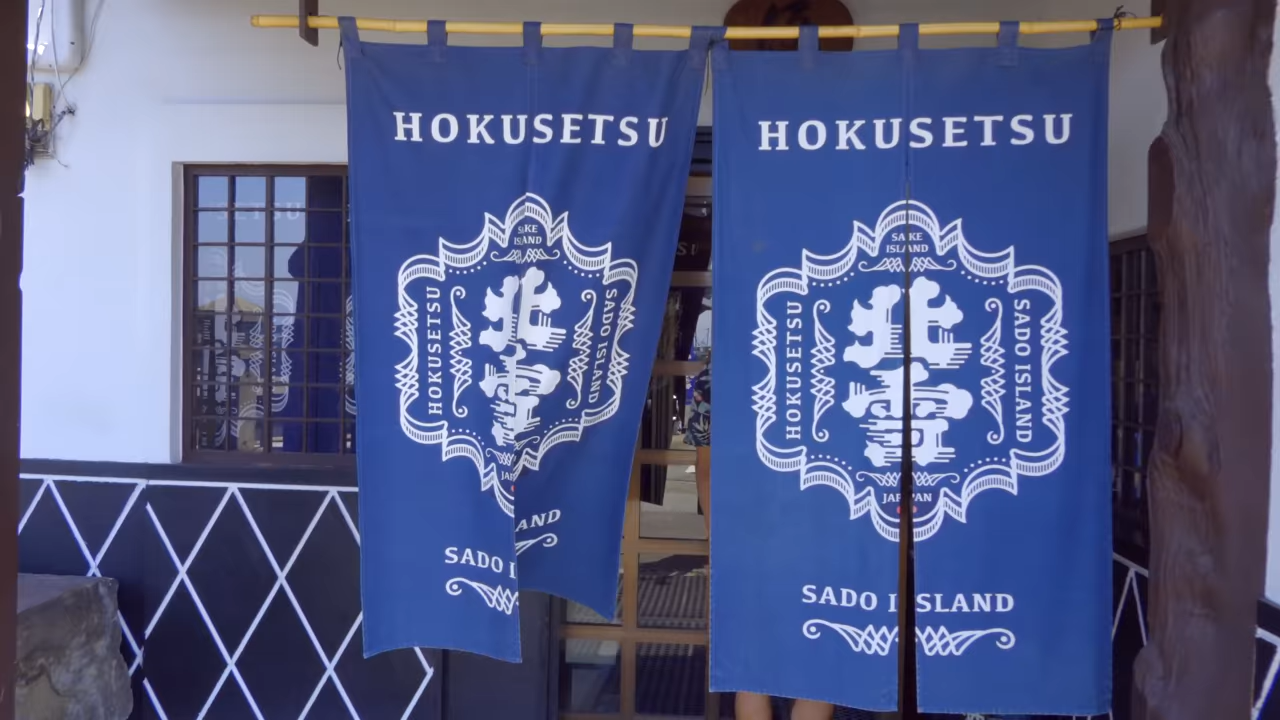 HOKUSETSU
SAKE
ISLAND
HOKUSETSU
北雪
SADO ISLAND
JAPAN
SADO ISLAND
HOKUSETSU
SAKE
ISLAND
HOKUSETSU
北雪
SADO ISLAND
JAPAN
SADO ISLAND